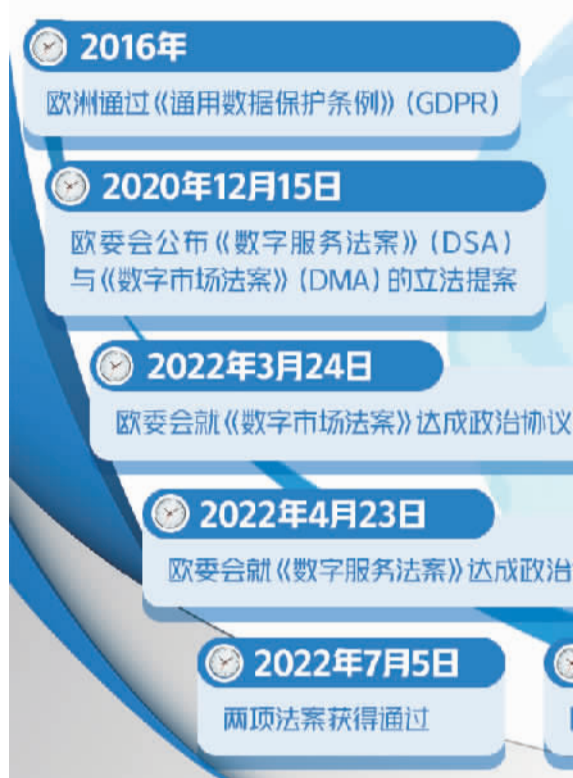 2016年
欧洲通过《通用数据保护条例》（GDPR）
2020年12月15日
欧委会公布《数字服务法案》（DSA）
与《数字市场法案》（DMA）的立法提案
2022年3月24日
欧委会就《数字市场法案》达成政治协议
2022年4月23日
欧委会就《数字服务法案》达成政治
2022年7月5日
两项法案获得通过